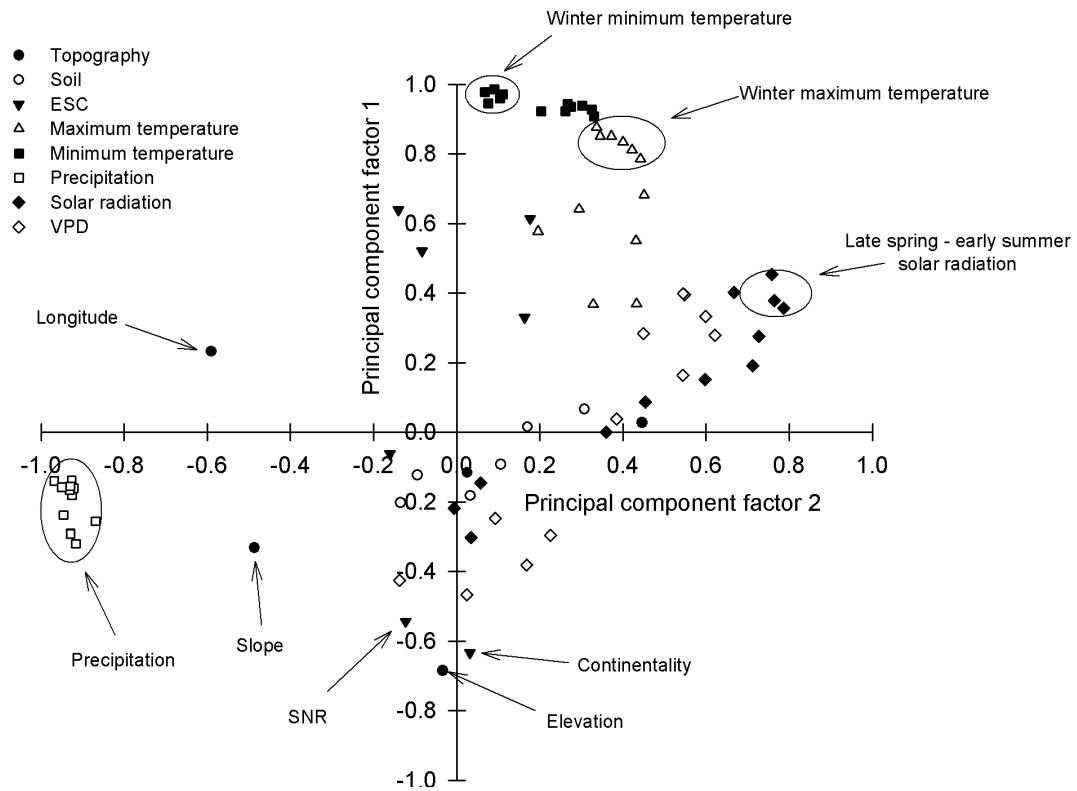 Winter minimum temperature
Topography
Soil
ESC
Maximum temperature
Minimum temperature
Precipitation
Solar radiation
VPD
Winter maximum temperature
Late spring - early summer
solar radiation
Longitude
Principal component factor 1
1.0
0.8
0.6
0.4
0.2
0.0
-1.0 -0.8 -0.6 -0.4 -0.2 0.0 0.2 0.4 0.6 0.8 1.0
Principal component factor 2
-0.2
-0.4
-0.6
-0.8
-1.0
Precipitation
Slope
SNR
Continentality
Elevation